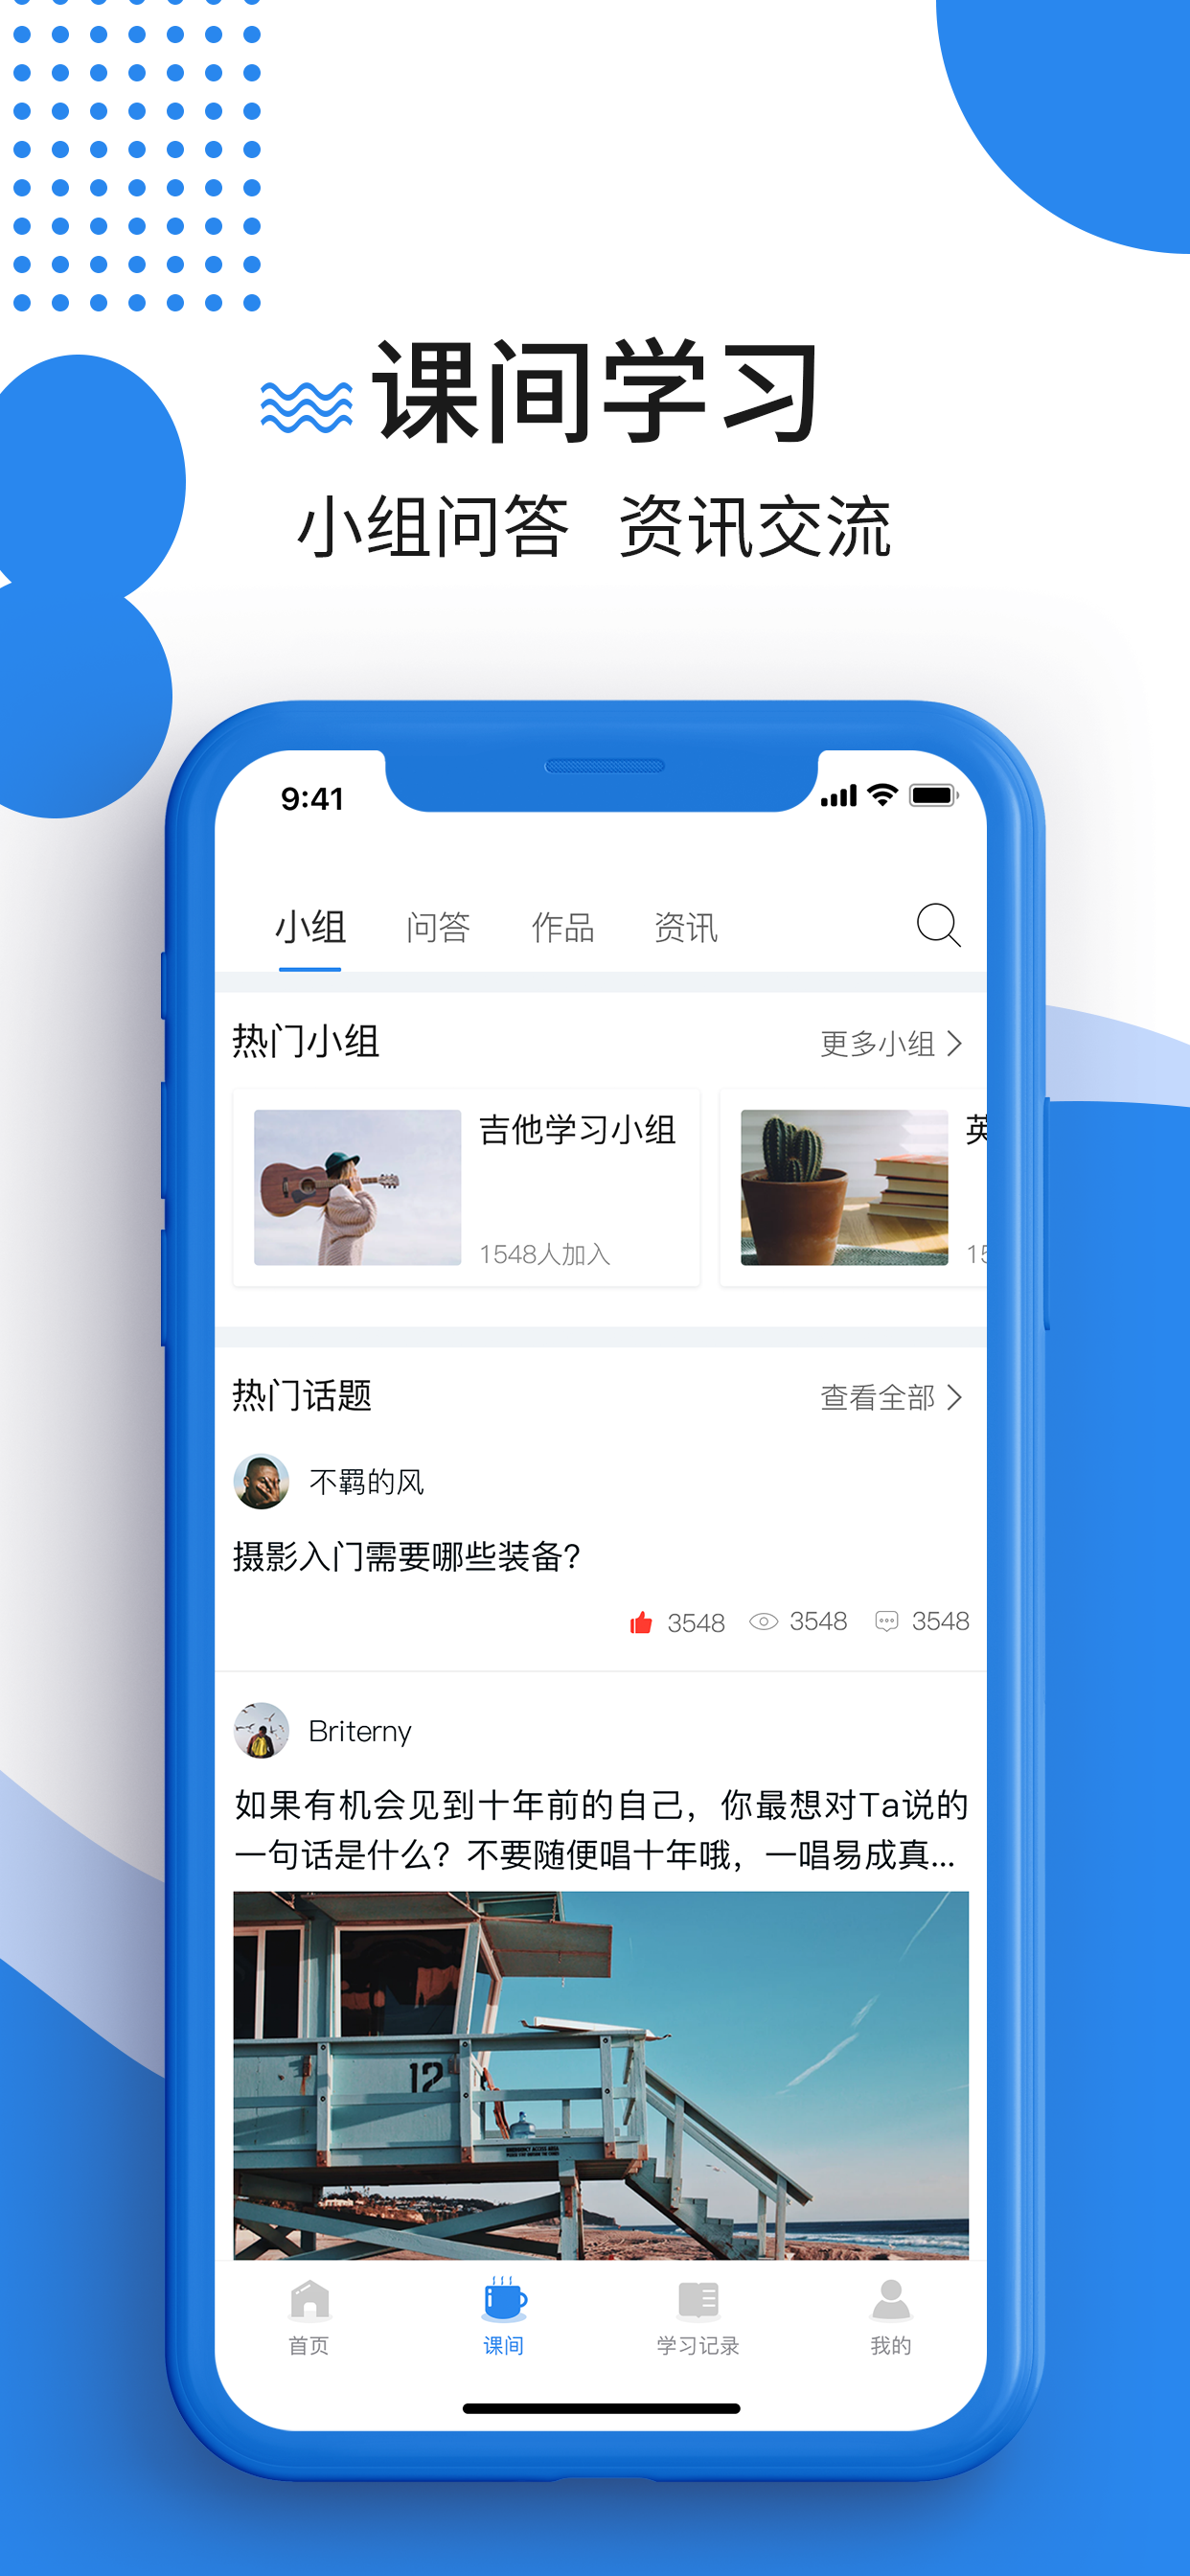 课间学习
小组问答 资讯交流
9:41
小组 问答 作品 资讯
热门小组 更多小组
吉他学习小组 英
1548人加入 15
热门话题 查看全部
不羁的风
摄影入门需要哪些装备?
3548 3548 3548
Briterny
如果有机会见到十年前的自己，你最想对Ta说的
一句话是什么？不要随便唱十年哦，一唱易成真...
12
首页 课间 学习记录 我的